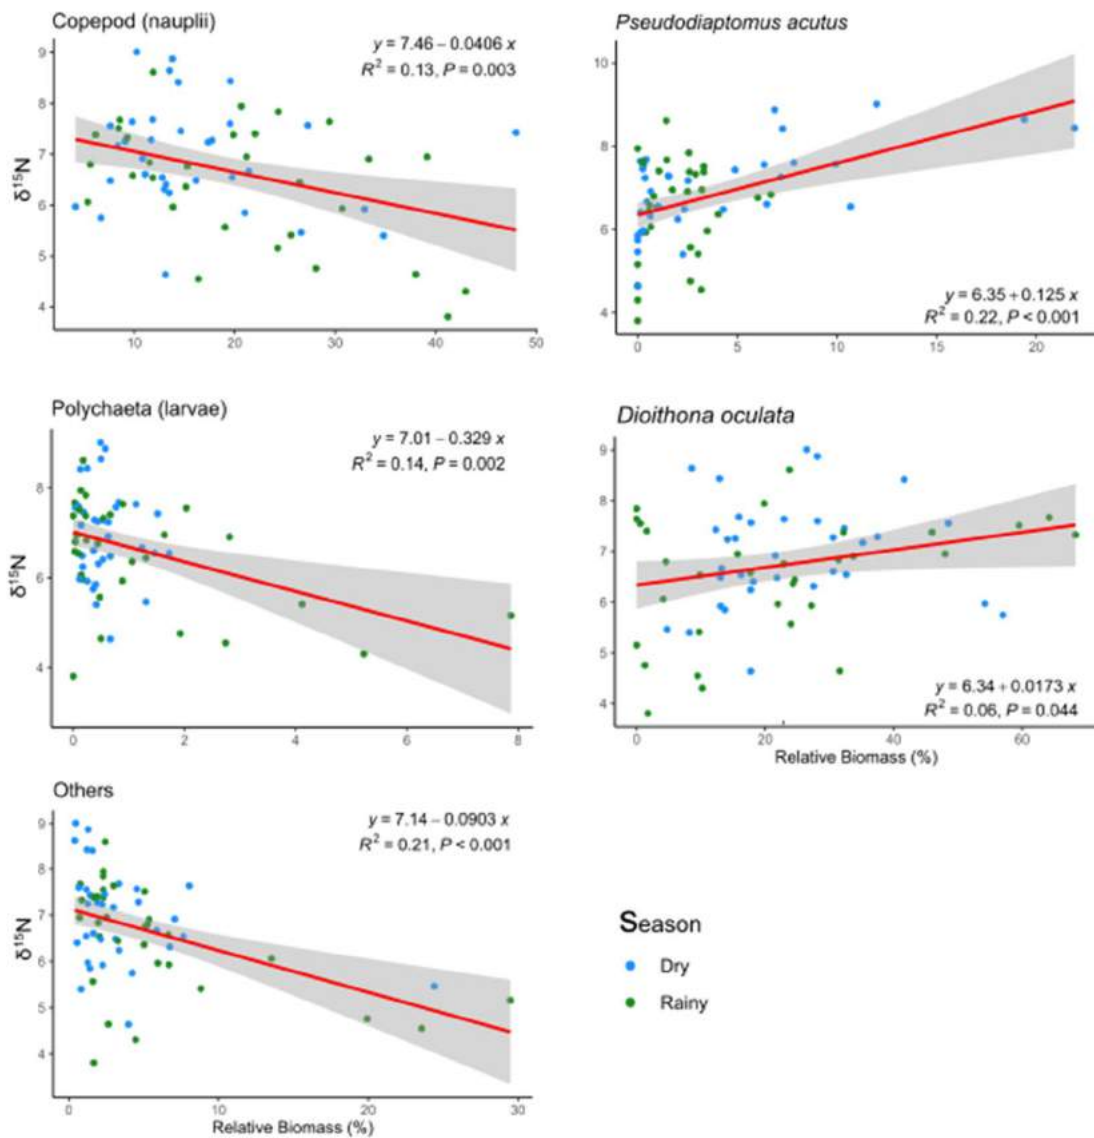 Copepod (nauplii)
y = 7.46 – 0.0406 x
R² = 0.13, P = 0.003
δ¹⁵N
9
8
7
6
5
4
10
20
30
40
50
Pseudodiaptomus acutus
10
8
6
4
y = 6.35 + 0.125 x
R² = 0.22, P < 0.001
0
5
10
15
20
Polychaeta (larvae)
y = 7.01 – 0.329 x
R² = 0.14, P = 0.002
δ¹⁵N
8
6
4
0
2
4
6
8
Dioithona oculata
9
8
7
6
5
4
y = 6.34 + 0.0173 x
R² = 0.06, P = 0.044
0
20
40
60
Relative Biomass (%)
Others
y = 7.14 – 0.0903 x
R² = 0.21, P < 0.001
δ¹⁵N
9
8
7
6
5
4
0
10
20
30
Relative Biomass (%)
Season
Dry
Rainy